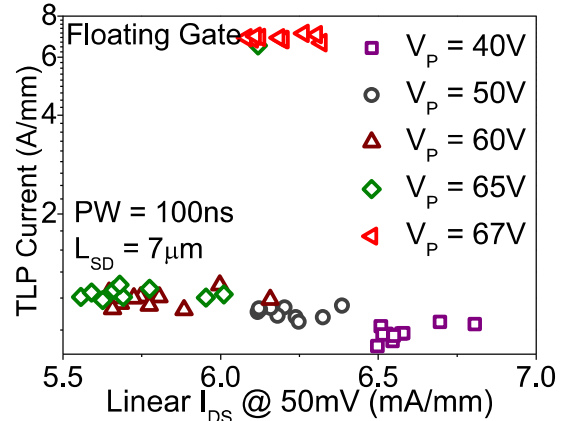 8
6
4
2
TLP Current (A/mm)
Floating Gate
PW = 100ns
L_SD = 7μm
V_P = 40V
V_P = 50V
V_P = 60V
V_P = 65V
V_P = 67V
5.5 6.0 6.5 7.0
Linear I_DS @ 50mV (mA/mm)